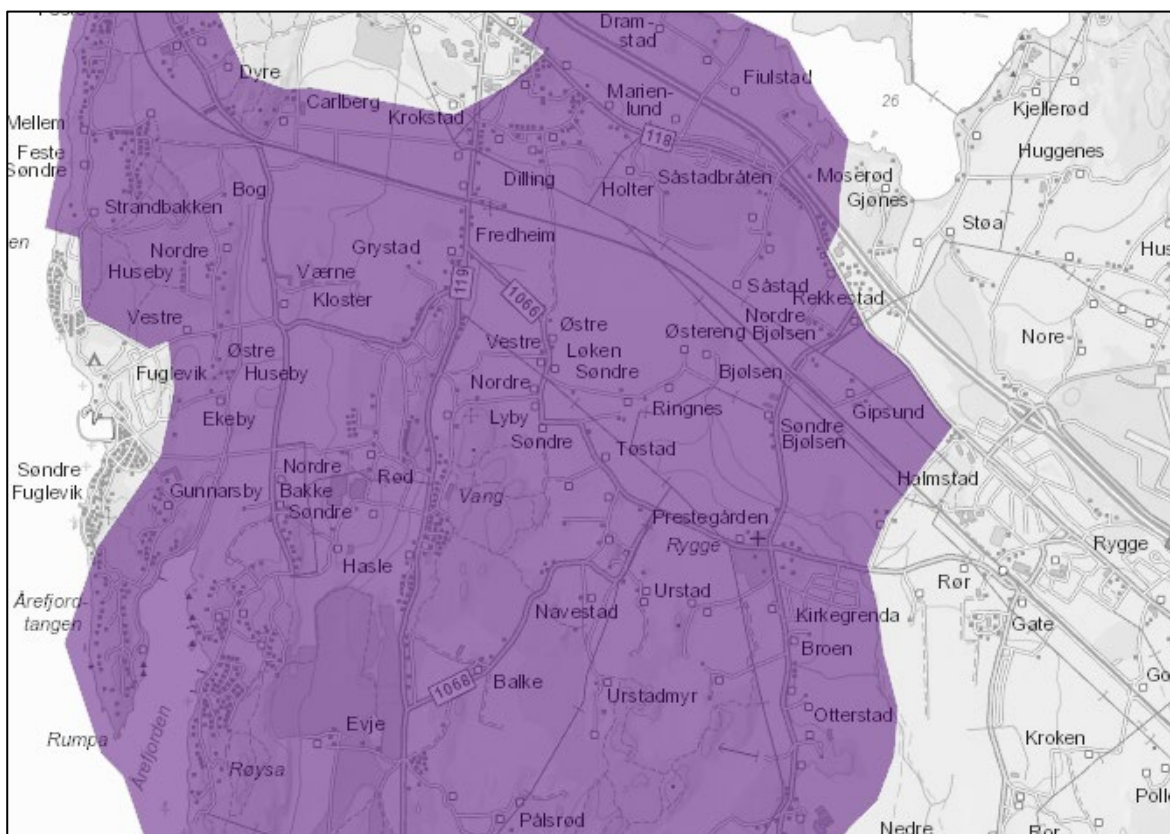 Dram-
stad
Dyre
Fiulstad
Marien-
lund
Carlberg
Krokstad
118
26
Kjellerød
Huggenes
Mellem
Feste
Søndre
Dilling
Holter
Såstadbråten
Moserød
Gjønes
Bog
Strandbakken
Støa
Fredheim
Grystad
Nordre
Huseby
Værne
Kloster
119
1066
Såstad
Rekkestad
Hus
Nordre
Bjølsen
Østereng
Vestre
Østre
Løken
Vestre
Søndre
Bjølsen
Nore
Østre
Huseby
Fuglevik
Nordre
Lyby
Ringnes
Gipsund
Ekeby
Søndre
Søndre
Bjølsen
Tostad
Søndre
Fuglevik
Gunnarsby
Nordre
Bakke
Søndre
Rød
Vang
Halmstad
Prestegården
Rygge
Rygge
Hasle
Rør
Årefjord-
tangen
Navestad
Urstad
Kirkegrenda
Gate
Broen
1068
Balke
Urstadmyr
Go
Otterstad
Rumpa
Årefjorden
Evje
Røysa
Kroken
Poll
Pålsrød
Nedre
Rør